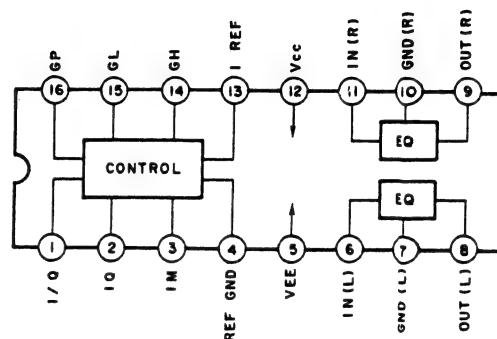 GP
GL
GH
I REF
Vcc
IN(R)
GND(R)
OUT(R)
16
15
14
13
12
11
10
9
CONTROL
EQ
EQ
1
2
3
4
5
6
7
8
I/Q
IQ
IM
REF GND
VEE
IN(L)
GND(L)
OUT(L)